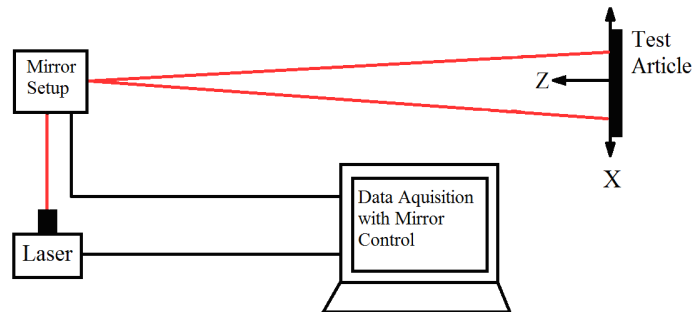 Mirror
Setup
Z
Test
Article
X
Data Aquisition
with Mirror
Control
Laser